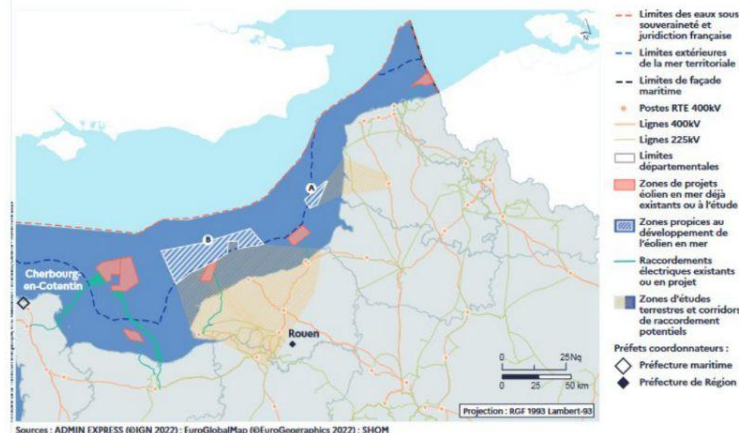 Limites des eaux sous
souveraineté et
juridiction française
Limites extérieures
de la mer territoriale
Limites de façade
maritime
Postes RTE 400kV
Lignes 400kV
Lignes 225kV
Limites
départementales
Zones de projets
éolien en mer déjà
existants ou à l'étude
Zones propices au
développement de
l'éolien en mer
Raccordements
électriques existants
ou en projet
Zones d'études
terrestres et corridors
de raccordement
potentiels
Préfets coordonnateurs :
Préfecture maritime
Préfecture de Région
N
A
B
Cherbourg-
en-Cotentin
Rouen
0 25Nq
0 25 50 km
Projection : RGF 1993 Lambert-93
Sources : ADMIN EXPRESS (©IGN 2022) ; EuroGlobalMap (©EuroGeographics 2022) ; SHOM